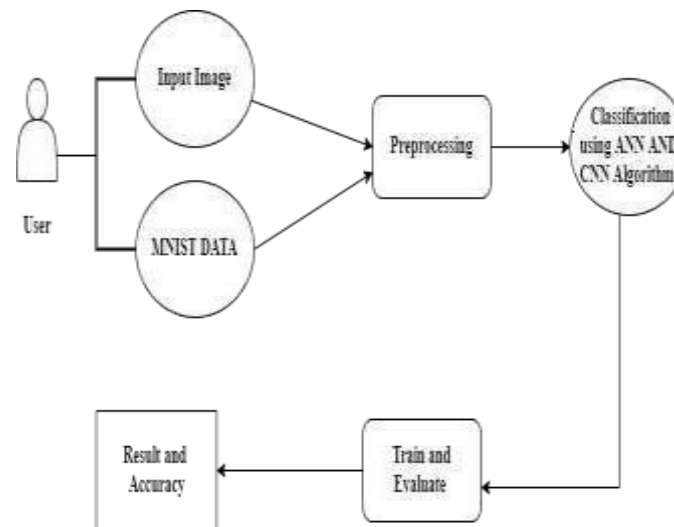 Input Image
User
MNIST DATA
Preprocessing
Classification
using ANN AND
CNN Algorithm
Train and
Evaluate
Result and
Accuracy